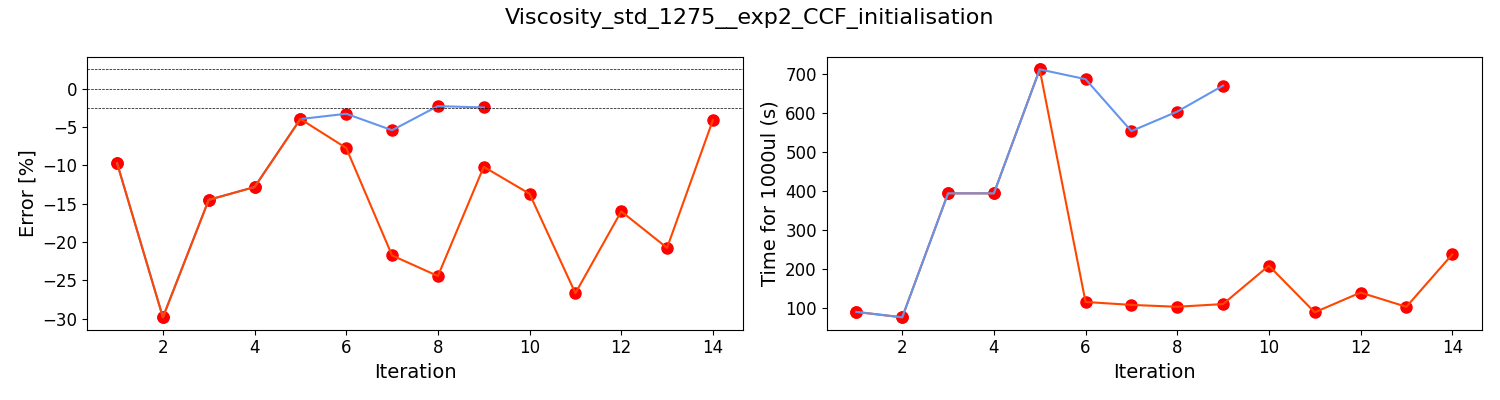 Viscosity_std_1275__exp2_CCF_initialisation
Error [%]
0
−5
−10
−15
−20
−25
−30
2 4 6 8 10 12 14
Iteration
Time for 1000ul (s)
700
600
500
400
300
200
100
2 4 6 8 10 12 14
Iteration